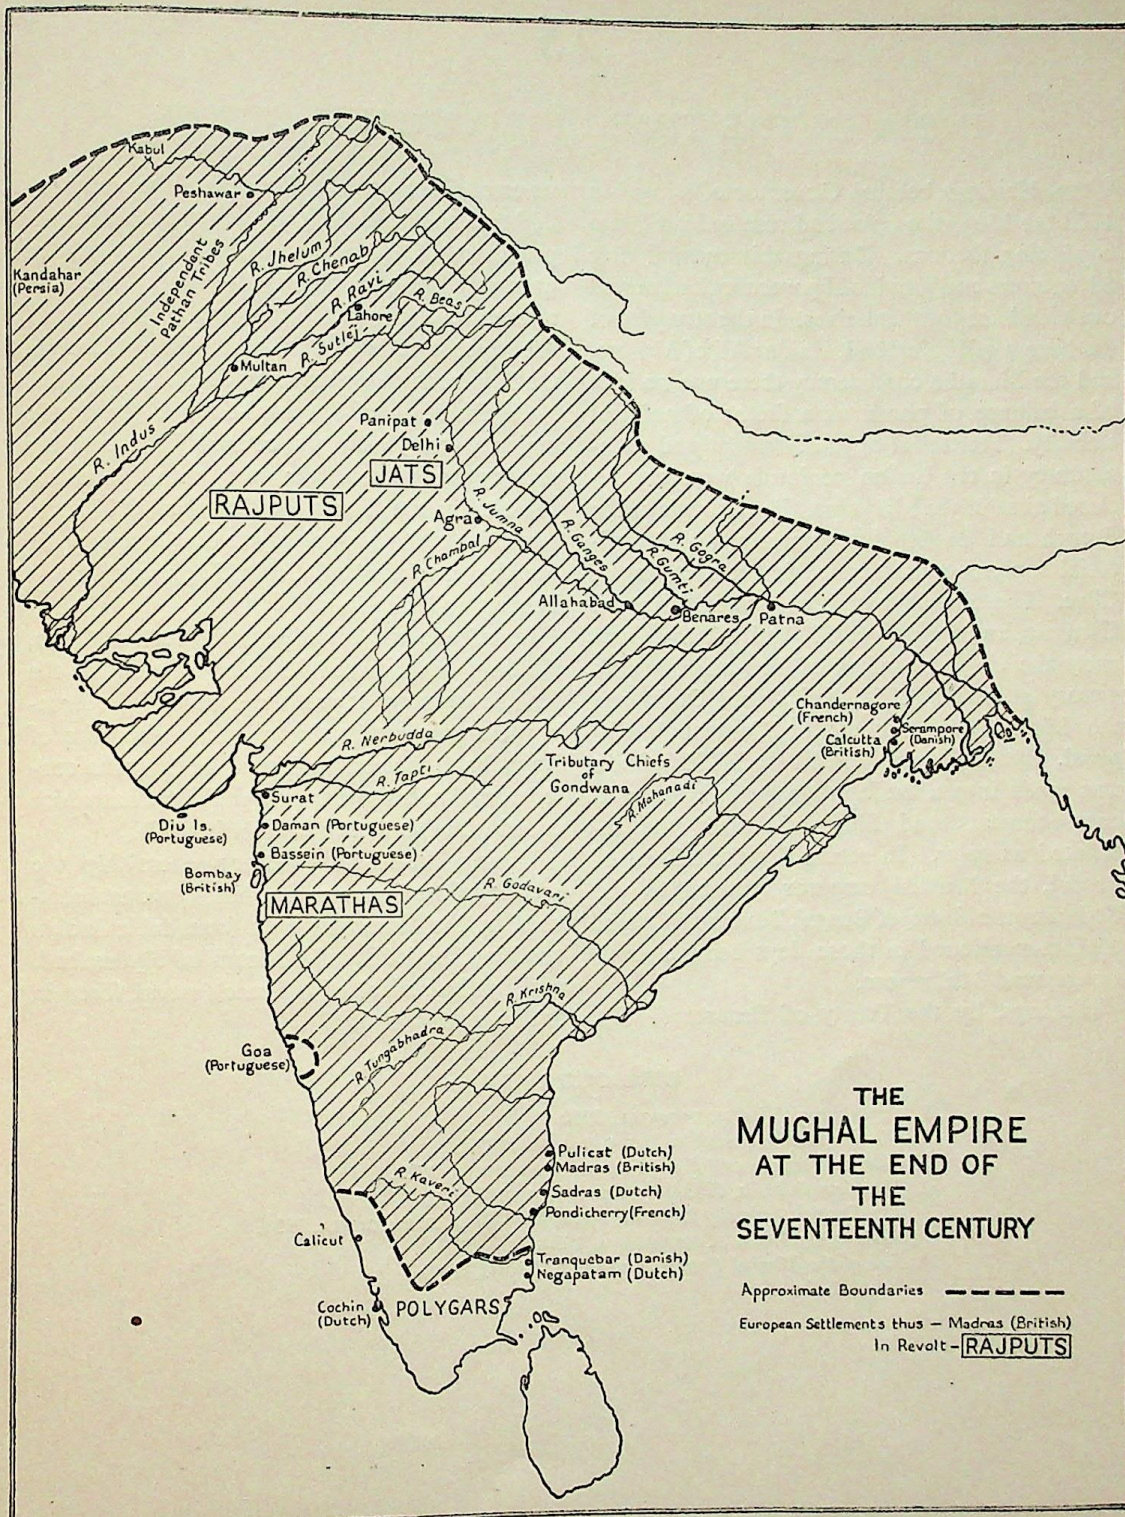 Kabul
Peshawar
Independent
Pathan Tribes
Kandahar
(Persia)
R. Jhelum
R. Chenab
R. Ravi
R. Beas
Lahore
R. Sutlej
Multan
R. Indus
Panipat
Delhi
JATS
RAJPUTS
Agra
R. Jumna
R. Chambal
R. Ganges
R. Gumti
R. Gogra
Allahabad
Benares
Patna
Chandernagore
(French)
Serampore
(Danish)
Calcutta
(British)
R. Nerbudda
R. Tapti
Tributary Chiefs
of
Gondwana
R. Mahanadi
Surat
Diu Is.
(Portuguese)
Daman (Portuguese)
Bassein (Portuguese)
Bombay
(British)
MARATHAS
R. Godavari
R. Krishna
Goa
(Portuguese)
R. Tungabhadra
THE
MUGHAL EMPIRE
AT THE END OF
THE
SEVENTEENTH CENTURY
Pulicat (Dutch)
Madras (British)
R. Kaveri
Sadras (Dutch)
Pondicherry (French)
Calicut
Tranquebar (Danish)
Negapatam (Dutch)
Cochin
(Dutch)
POLYGARS
Approximate Boundaries
European Settlements thus – Madras (British)
In Revolt – RAJPUTS